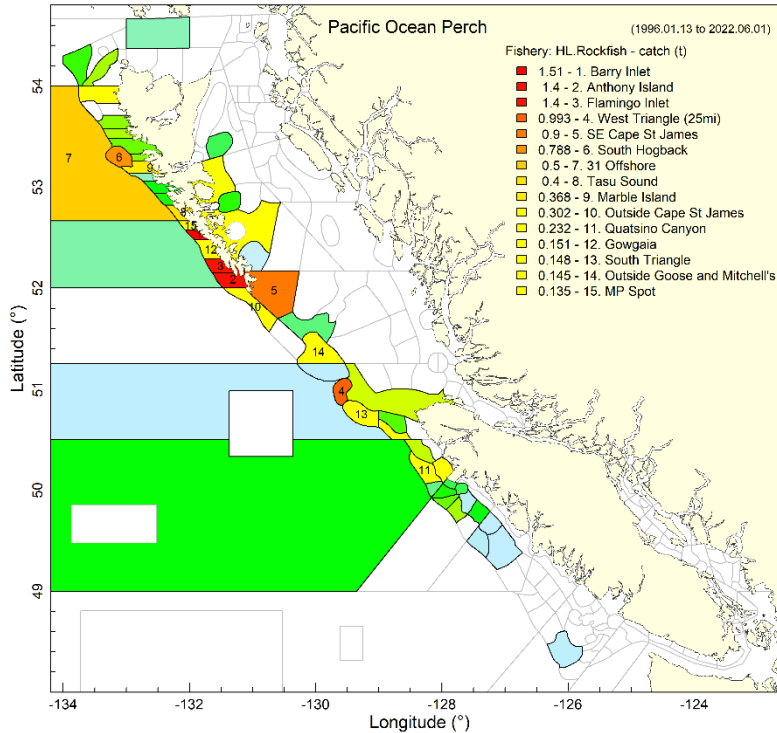 Pacific Ocean Perch
(1996.01.13 to 2022.06.01)
Fishery: HL.Rockfish - catch (t)
1.51 - 1. Barry Inlet
1.4 - 2. Anthony Island
1.4 - 3. Flamingo Inlet
0.993 - 4. West Triangle (25mi)
0.9 - 5. SE Cape St James
0.788 - 6. South Hogback
0.5 - 7. 31 Offshore
0.4 - 8. Tasu Sound
0.368 - 9. Marble Island
0.302 - 10. Outside Cape St James
0.232 - 11. Quatsino Canyon
0.151 - 12. Gowgaia
0.148 - 13. South Triangle
0.145 - 14. Outside Goose and Mitchell's
0.135 - 15. MP Spot
54
53
52
51
50
49
Latitude (°)
7
6
9
15
12
3
2
5
10
14
4
13
11
-134
-132
-130
-128
-126
-124
Longitude (°)